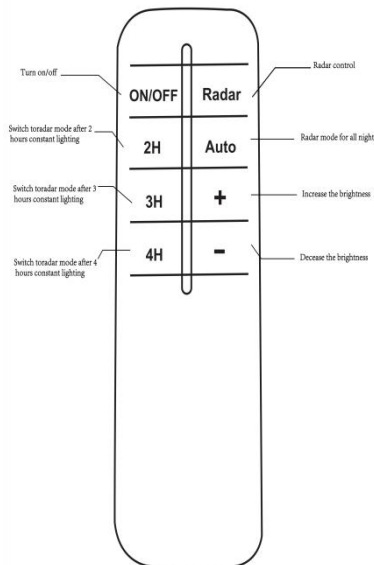 Turn on/off
Radar control
ON/OFF
Radar
Switch toradar mode after 2
hours constant lighting
2H
Auto
Radar mode for all night
Switch toradar mode after 3
hours constant lighting
3H
+
Increase the brightness
Switch toradar mode after 4
hours constant lighting
4H
-
Decease the brightness